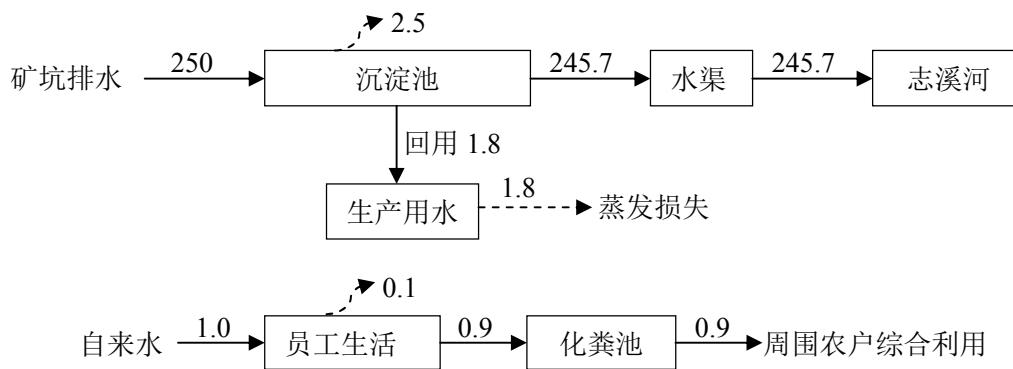 2.5
矿坑排水 250 沉淀池 245.7 水渠 245.7 志溪河
回用 1.8
生产用水 1.8 蒸发损失
0.1
自来水 1.0 员工生活 0.9 化粪池 0.9 周围农户综合利用